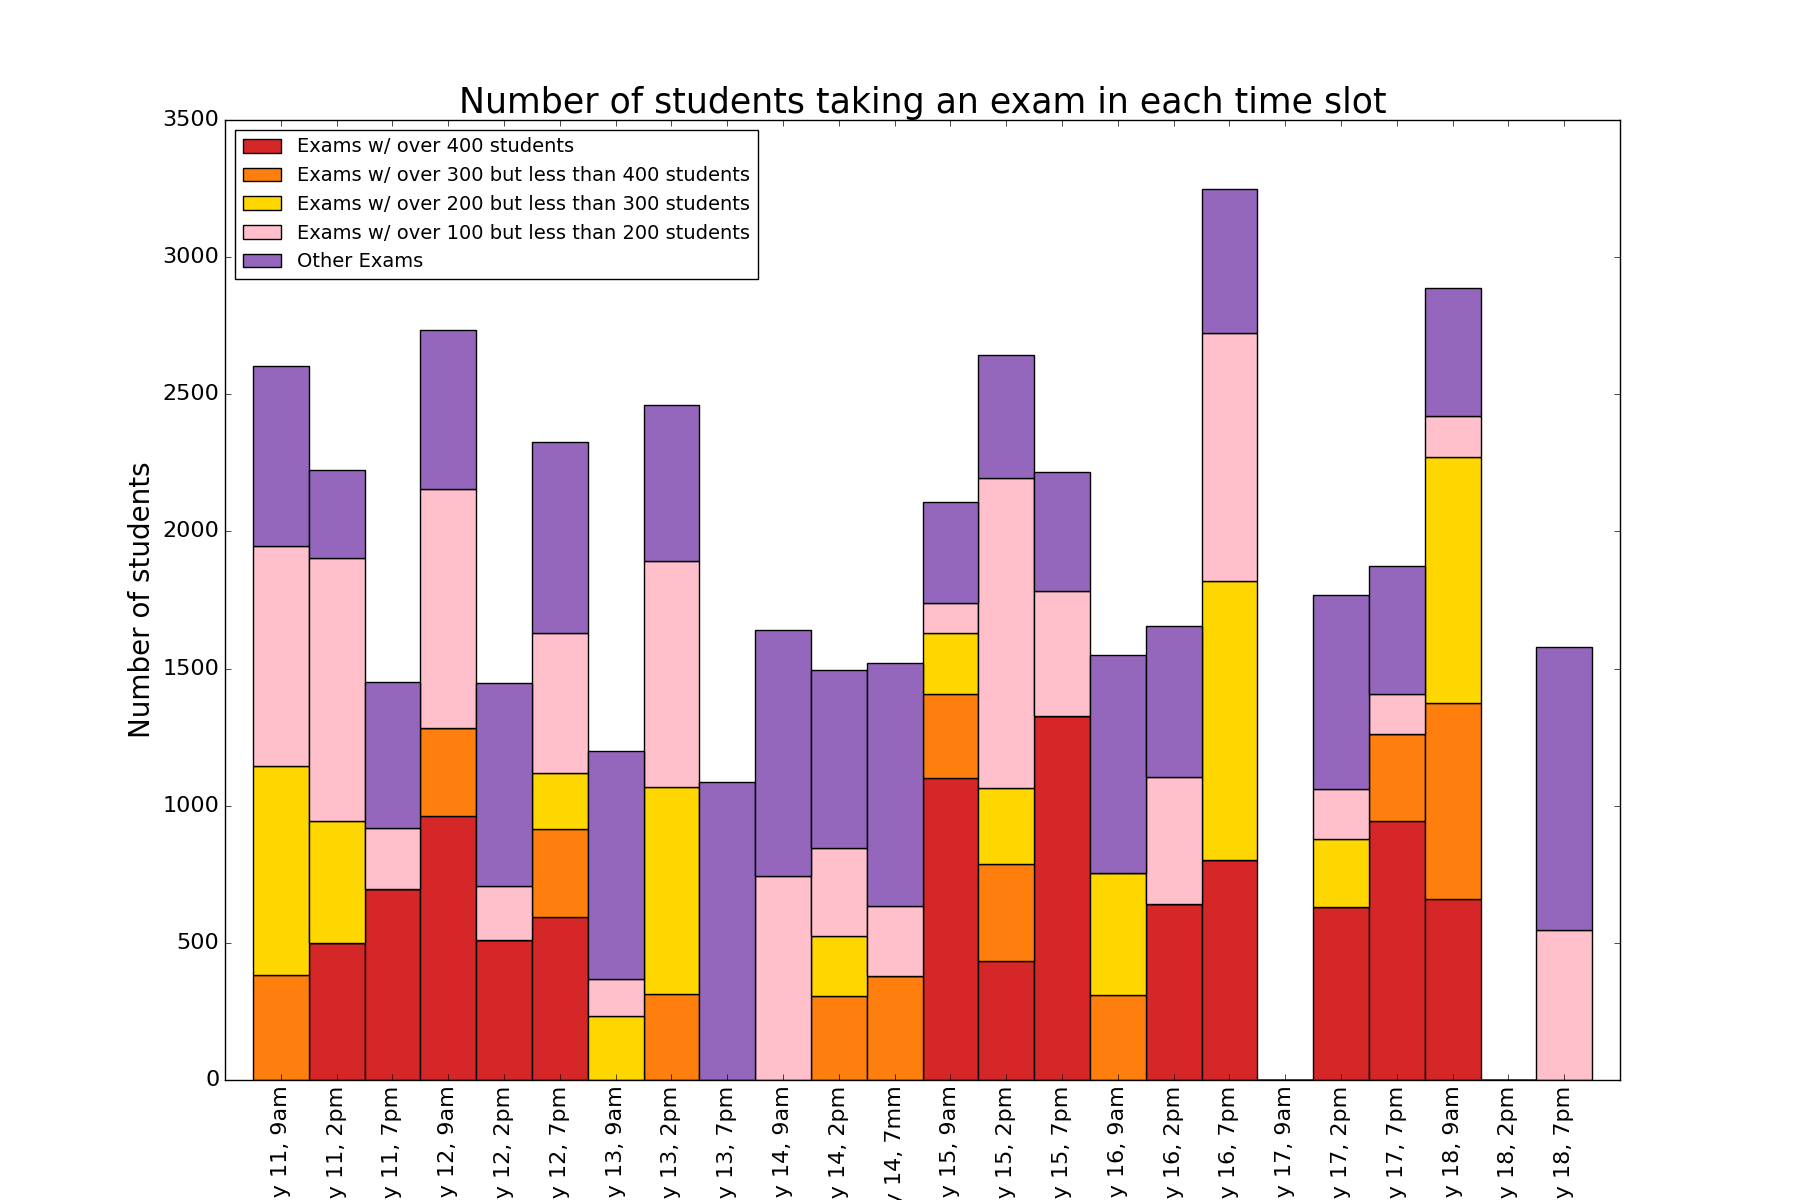 Number of students taking an exam in each time slot
3500
3000
2500
2000
1500
1000
500
0
Number of students
Exams w/ over 400 students
Exams w/ over 300 but less than 400 students
Exams w/ over 200 but less than 300 students
Exams w/ over 100 but less than 200 students
Other Exams
y 11, 9am
y 11, 2pm
y 11, 7pm
y 12, 9am
y 12, 2pm
y 12, 7pm
y 13, 9am
y 13, 2pm
y 13, 7pm
y 14, 9am
y 14, 2pm
y 14, 7mm
y 15, 9am
y 15, 2pm
y 15, 7pm
y 16, 9am
y 16, 2pm
y 16, 7pm
y 17, 9am
y 17, 2pm
y 17, 7pm
y 18, 9am
y 18, 2pm
y 18, 7pm